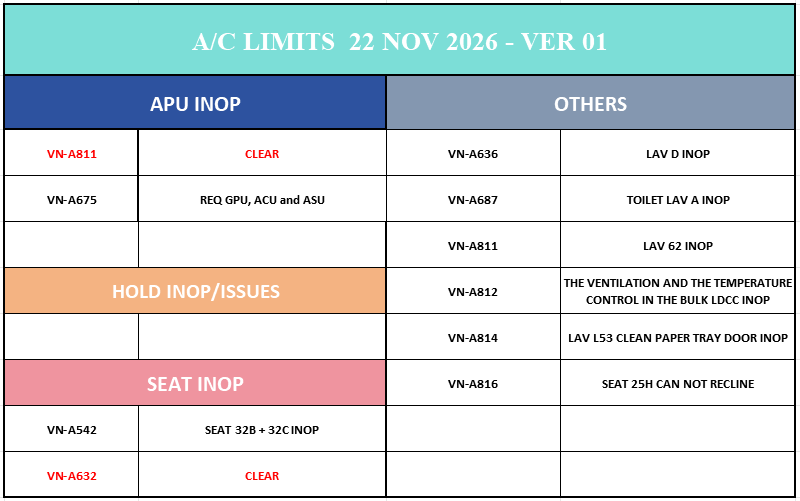 A/C LIMITS 22 NOV 2026 - VER 01
APU INOP
VN-A811 CLEAR
VN-A675 REQ GPU, ACU and ASU
HOLD INOP/ISSUES
SEAT INOP
VN-A542 SEAT 32B + 32C INOP
VN-A632 CLEAR
OTHERS
VN-A636 LAV D INOP
VN-A687 TOILET LAV A INOP
VN-A811 LAV 62 INOP
VN-A812 THE VENTILATION AND THE TEMPERATURE
CONTROL IN THE BULK LDCC INOP
VN-A814 LAV L53 CLEAN PAPER TRAY DOOR INOP
VN-A816 SEAT 25H CAN NOT RECLINE